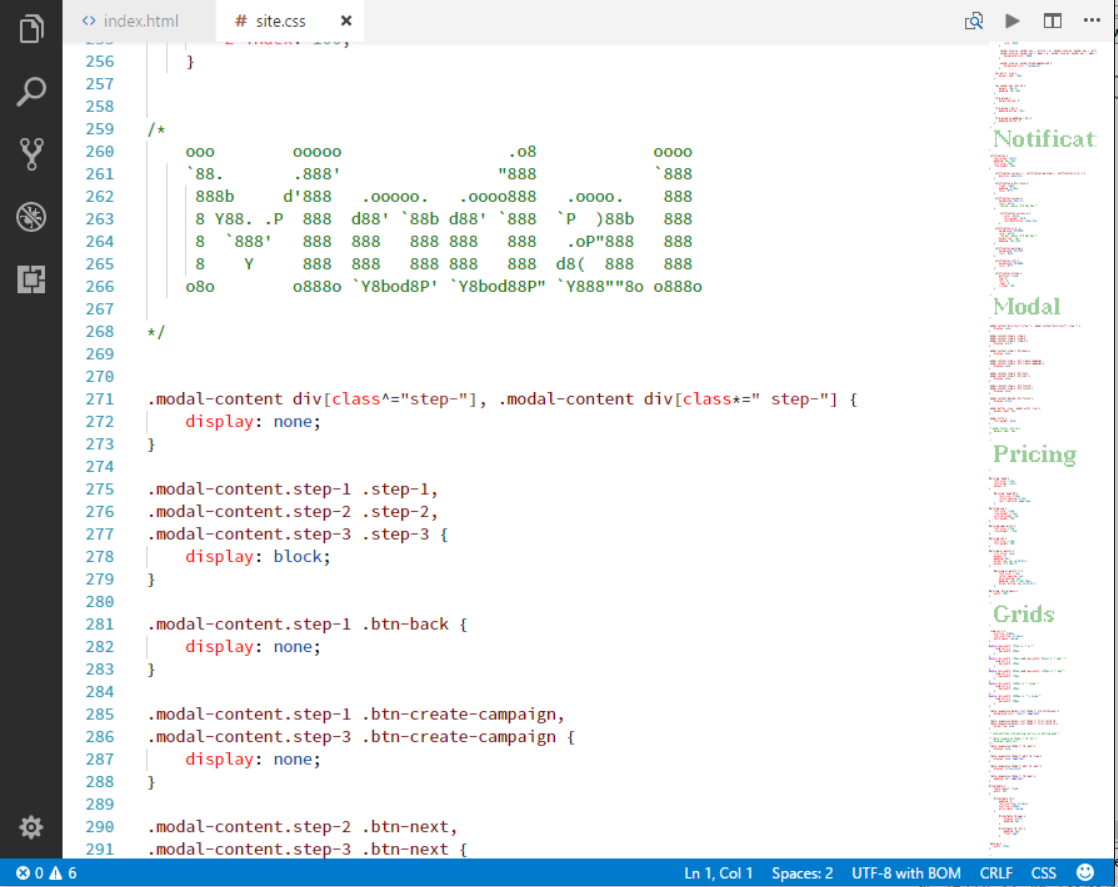 index.html
site.css
255
z-index: 100;
256 }
257
258
259 /*
260     ooo        ooooo                 .o8            oooo
261     `88.       .888'                "888            `888
262      888b     d'888   .ooooo.   .oooo888   .oooo.    888
263      8 Y88. .P  888  d88' `88b d88' `888  `P  )88b   888
264      8  `888'   888  888   888 888   888   .oP"888   888
265      8    Y     888  888   888 888   888  d8(  888   888
266     o8o        o888o `Y8bod8P' `Y8bod88P" `Y888""8o o888o
267
268 */
269
270
271 .modal-content div[class^="step-"], .modal-content div[class*=" step-"] {
272     display: none;
273 }
274
275 .modal-content.step-1 .step-1,
276 .modal-content.step-2 .step-2,
277 .modal-content.step-3 .step-3 {
278     display: block;
279 }
280
281 .modal-content.step-1 .btn-back {
282     display: none;
283 }
284
285 .modal-content.step-1 .btn-create-campaign,
286 .modal-content.step-3 .btn-create-campaign {
287     display: none;
288 }
289
290 .modal-content.step-2 .btn-next,
291 .modal-content.step-3 .btn-next {
Notificat
Modal
Pricing
Grids
0 6 Ln 1, Col 1 Spaces: 2 UTF-8 with BOM CRLF CSS